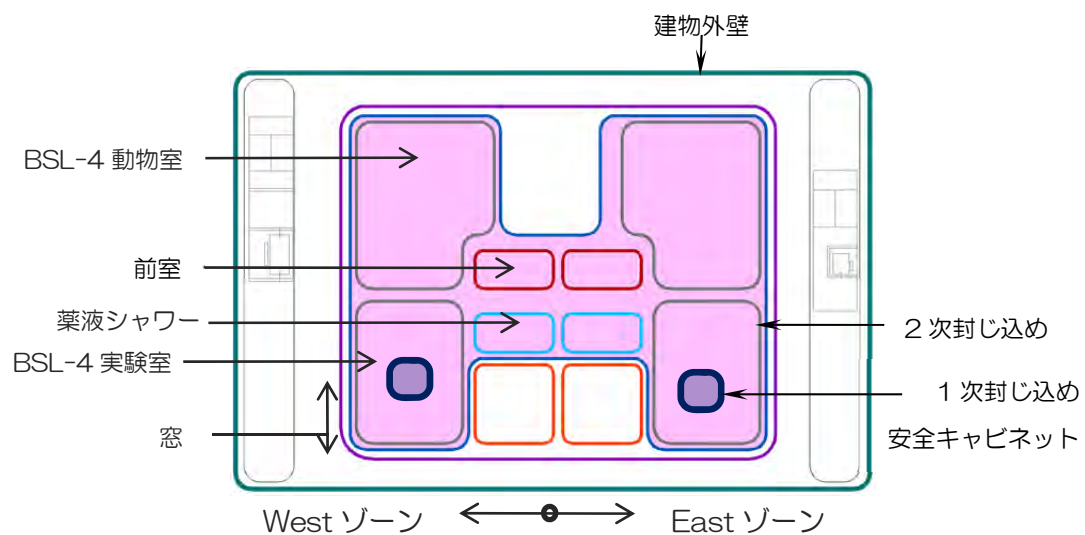 建物外壁
BSL-4 動物室
前室
薬液シャワー
BSL-4 実験室
窓
2 次封じ込め
1 次封じ込め
安全キャビネット
West ゾーン
East ゾーン